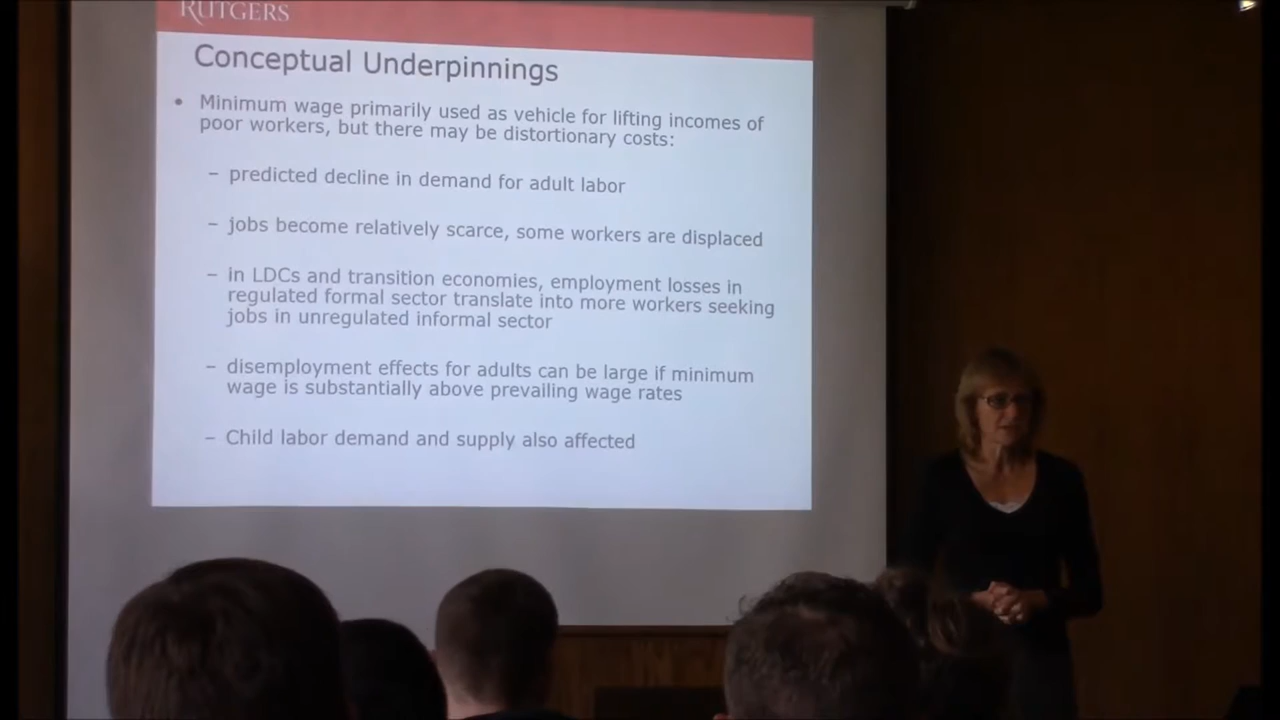 RUTGERS
Conceptual Underpinnings
• Minimum wage primarily used as vehicle for lifting incomes of
poor workers, but there may be distortionary costs:
– predicted decline in demand for adult labor
– jobs become relatively scarce, some workers are displaced
– in LDCs and transition economies, employment losses in
regulated formal sector translate into more workers seeking
jobs in unregulated informal sector
– disemployment effects for adults can be large if minimum
wage is substantially above prevailing wage rates
– Child labor demand and supply also affected